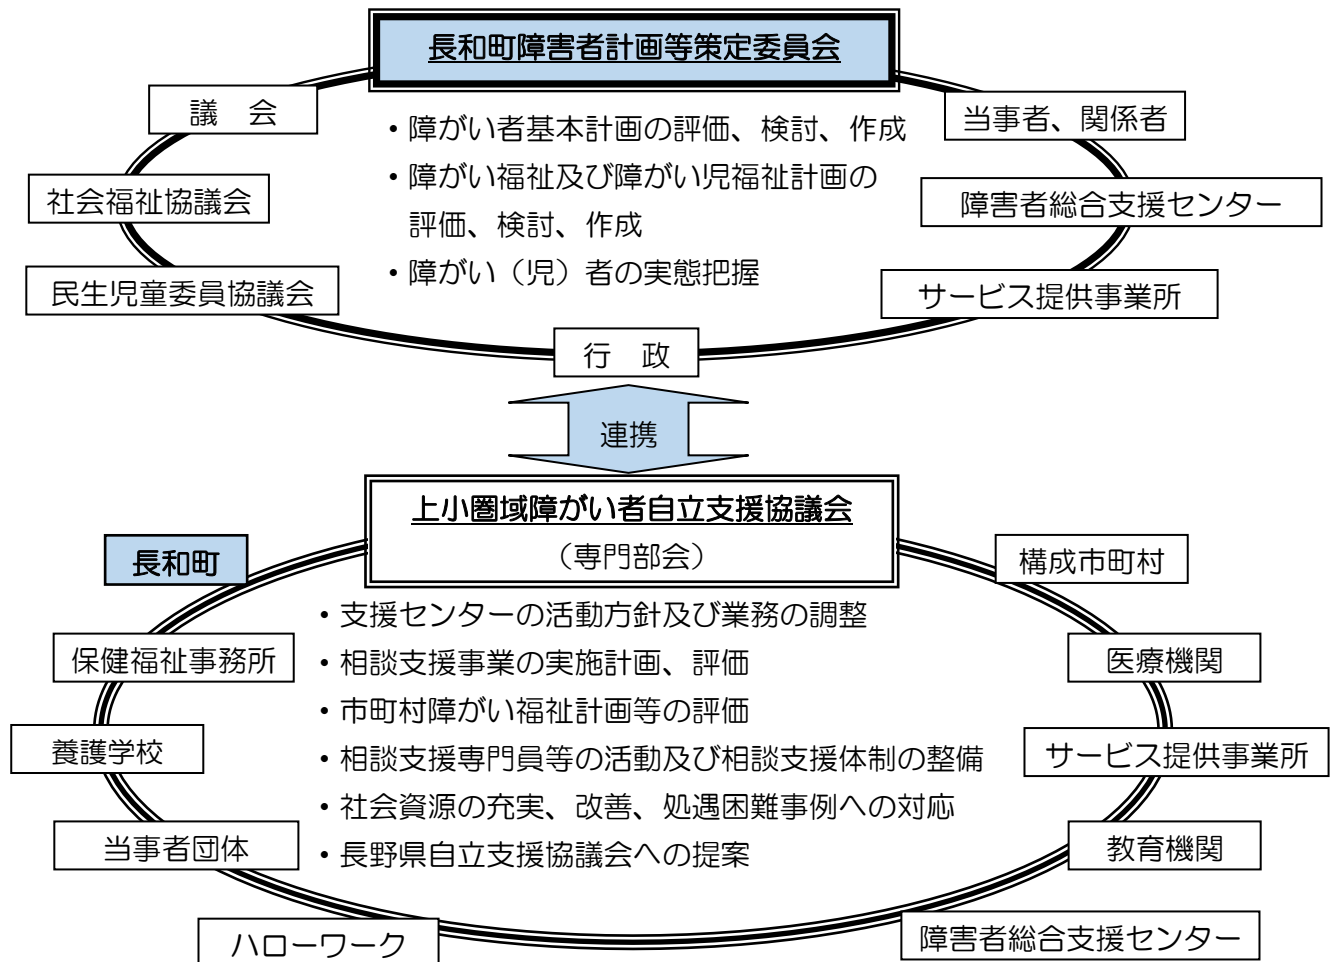 長和町障害者計画等策定委員会
議　会
社会福祉協議会
民生児童委員協議会
・障がい者基本計画の評価、検討、作成
・障がい福祉及び障がい児福祉計画の
評価、検討、作成
・障がい（児）者の実態把握
当事者、関係者
障害者総合支援センター
サービス提供事業所
行　政
連携
上小圏域障がい者自立支援協議会
（専門部会）
長和町
保健福祉事務所
養護学校
当事者団体
ハローワーク
・支援センターの活動方針及び業務の調整
・相談支援事業の実施計画、評価
・市町村障がい福祉計画等の評価
・相談支援専門員等の活動及び相談支援体制の整備
・社会資源の充実、改善、処遇困難事例への対応
・長野県自立支援協議会への提案
構成市町村
医療機関
サービス提供事業所
教育機関
障害者総合支援センター